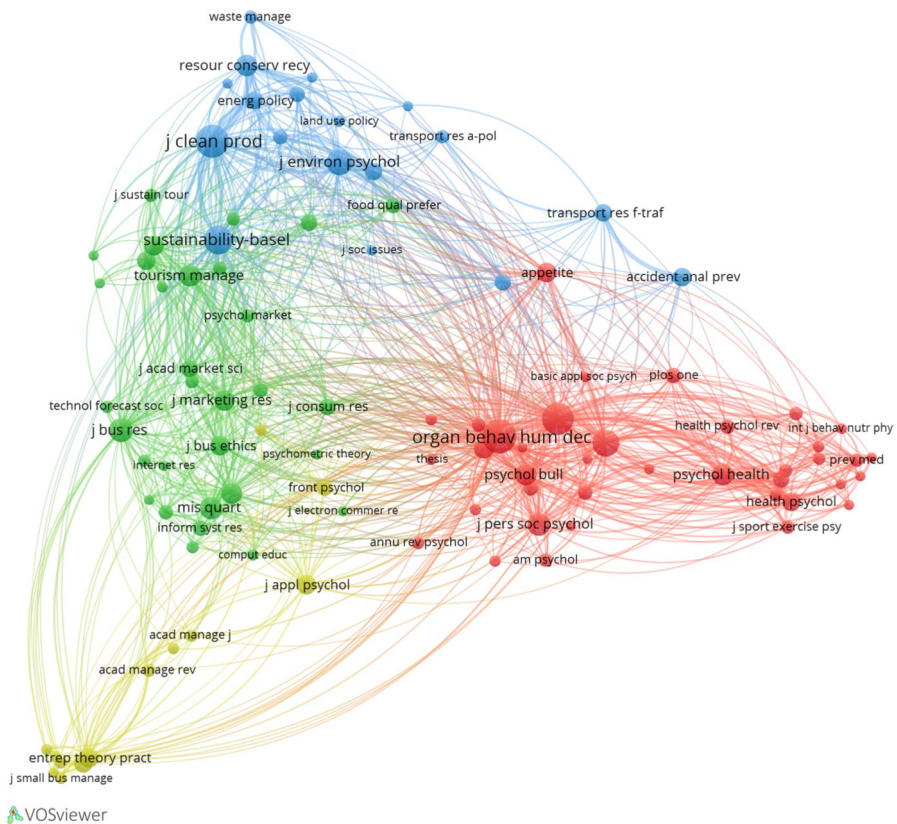 waste manage
resour conserv recy
energ policy
land use policy
transport res a-pol
j clean prod
j environ psychol
j sustain tour
food qual prefer
transport res f-traf
sustainability-basel
j soc issues
tourism manage
appetite
accident anal prev
psychol market
j acad market sci
basic appl soc psych
plos one
technol forecast soc
j marketing res
j consum res
j bus res
organ behav hum dec
health psychol rev
int j behav nutr phy
j bus ethics
psychometric theory
thesis
prev med
internet res
psychol bull
psychol health
front psychol
mis quart
j electron commer re
health psychol
inform syst res
j pers soc psychol
j sport exercise psy
annu rev psychol
comput educ
am psychol
j appl psychol
acad manage j
acad manage rev
entrep theory pract
j small bus manage
VOSviewer